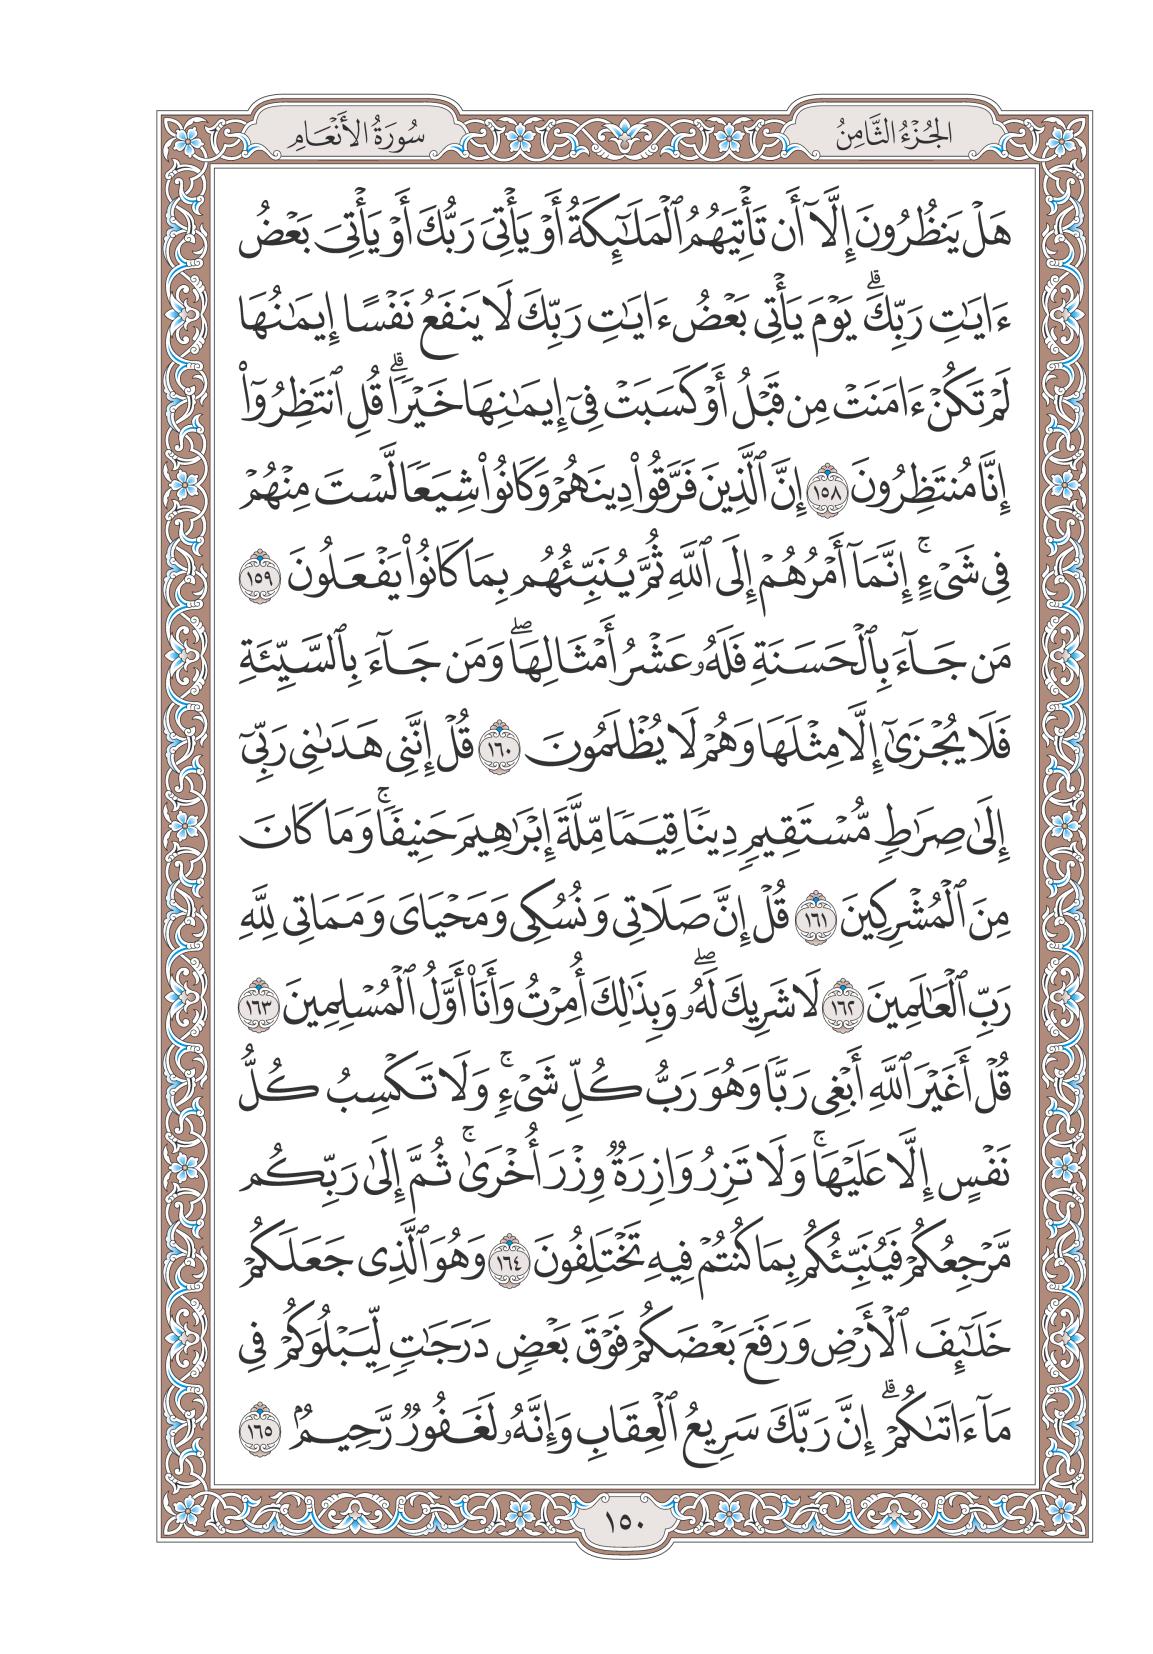 الجُزْءُ الثَّامِنُ
سُورَةُ الأَنْعَامِ
هَلْ يَنظُرُونَ إِلَّآ أَن تَأْتِيَهُمُ ٱلْمَلَٰٓئِكَةُ أَوْ يَأْتِىَ رَبُّكَ أَوْ يَأْتِىَ بَعْضُ
ءَايَٰتِ رَبِّكَۗ يَوْمَ يَأْتِى بَعْضُ ءَايَٰتِ رَبِّكَ لَا يَنفَعُ نَفْسًا إِيمَٰنُهَا
لَمْ تَكُنْ ءَامَنَتْ مِن قَبْلُ أَوْ كَسَبَتْ فِىٓ إِيمَٰنِهَا خَيْرًاۗ قُلِ ٱنتَظِرُوٓا۟
إِنَّا مُنتَظِرُونَ ١٥٨ إِنَّ ٱلَّذِينَ فَرَّقُوا۟ دِينَهُمْ وَكَانُوا۟ شِيَعًا لَّسْتَ مِنْهُمْ
فِى شَىْءٍۚ إِنَّمَآ أَمْرُهُمْ إِلَى ٱللَّهِ ثُمَّ يُنَبِّئُهُم بِمَا كَانُوا۟ يَفْعَلُونَ ١٥٩
مَن جَآءَ بِٱلْحَسَنَةِ فَلَهُۥ عَشْرُ أَمْثَالِهَاۖ وَمَن جَآءَ بِٱلسَّيِّئَةِ
فَلَا يُجْزَىٰٓ إِلَّا مِثْلَهَا وَهُمْ لَا يُظْلَمُونَ ١٦٠ قُلْ إِنَّنِى هَدَىٰنِى رَبِّىٓ
إِلَىٰ صِرَٰطٍ مُّسْتَقِيمٍ دِينًا قِيَمًا مِّلَّةَ إِبْرَٰهِيمَ حَنِيفًاۚ وَمَا كَانَ
مِنَ ٱلْمُشْرِكِينَ ١٦١ قُلْ إِنَّ صَلَاتِى وَنُسُكِى وَمَحْيَاىَ وَمَمَاتِى لِلَّهِ
رَبِّ ٱلْعَٰلَمِينَ ١٦٢ لَا شَرِيكَ لَهُۥۖ وَبِذَٰلِكَ أُمِرْتُ وَأَنَا۠ أَوَّلُ ٱلْمُسْلِمِينَ ١٦٣
قُلْ أَغَيْرَ ٱللَّهِ أَبْغِى رَبًّا وَهُوَ رَبُّ كُلِّ شَىْءٍۚ وَلَا تَكْسِبُ كُلُّ
نَفْسٍ إِلَّا عَلَيْهَاۚ وَلَا تَزِرُ وَازِرَةٌ وِزْرَ أُخْرَىٰۚ ثُمَّ إِلَىٰ رَبِّكُم
مَّرْجِعُكُمْ فَيُنَبِّئُكُم بِمَا كُنتُمْ فِيهِ تَخْتَلِفُونَ ١٦٤ وَهُوَ ٱلَّذِى جَعَلَكُمْ
خَلَٰٓئِفَ ٱلْأَرْضِ وَرَفَعَ بَعْضَكُمْ فَوْقَ بَعْضٍ دَرَجَٰتٍ لِّيَبْلُوَكُمْ فِى
مَآ ءَاتَىٰكُمْۗ إِنَّ رَبَّكَ سَرِيعُ ٱلْعِقَابِ وَإِنَّهُۥ لَغَفُورٌ رَّحِيمٌۢ ١٦٥
١٥٠